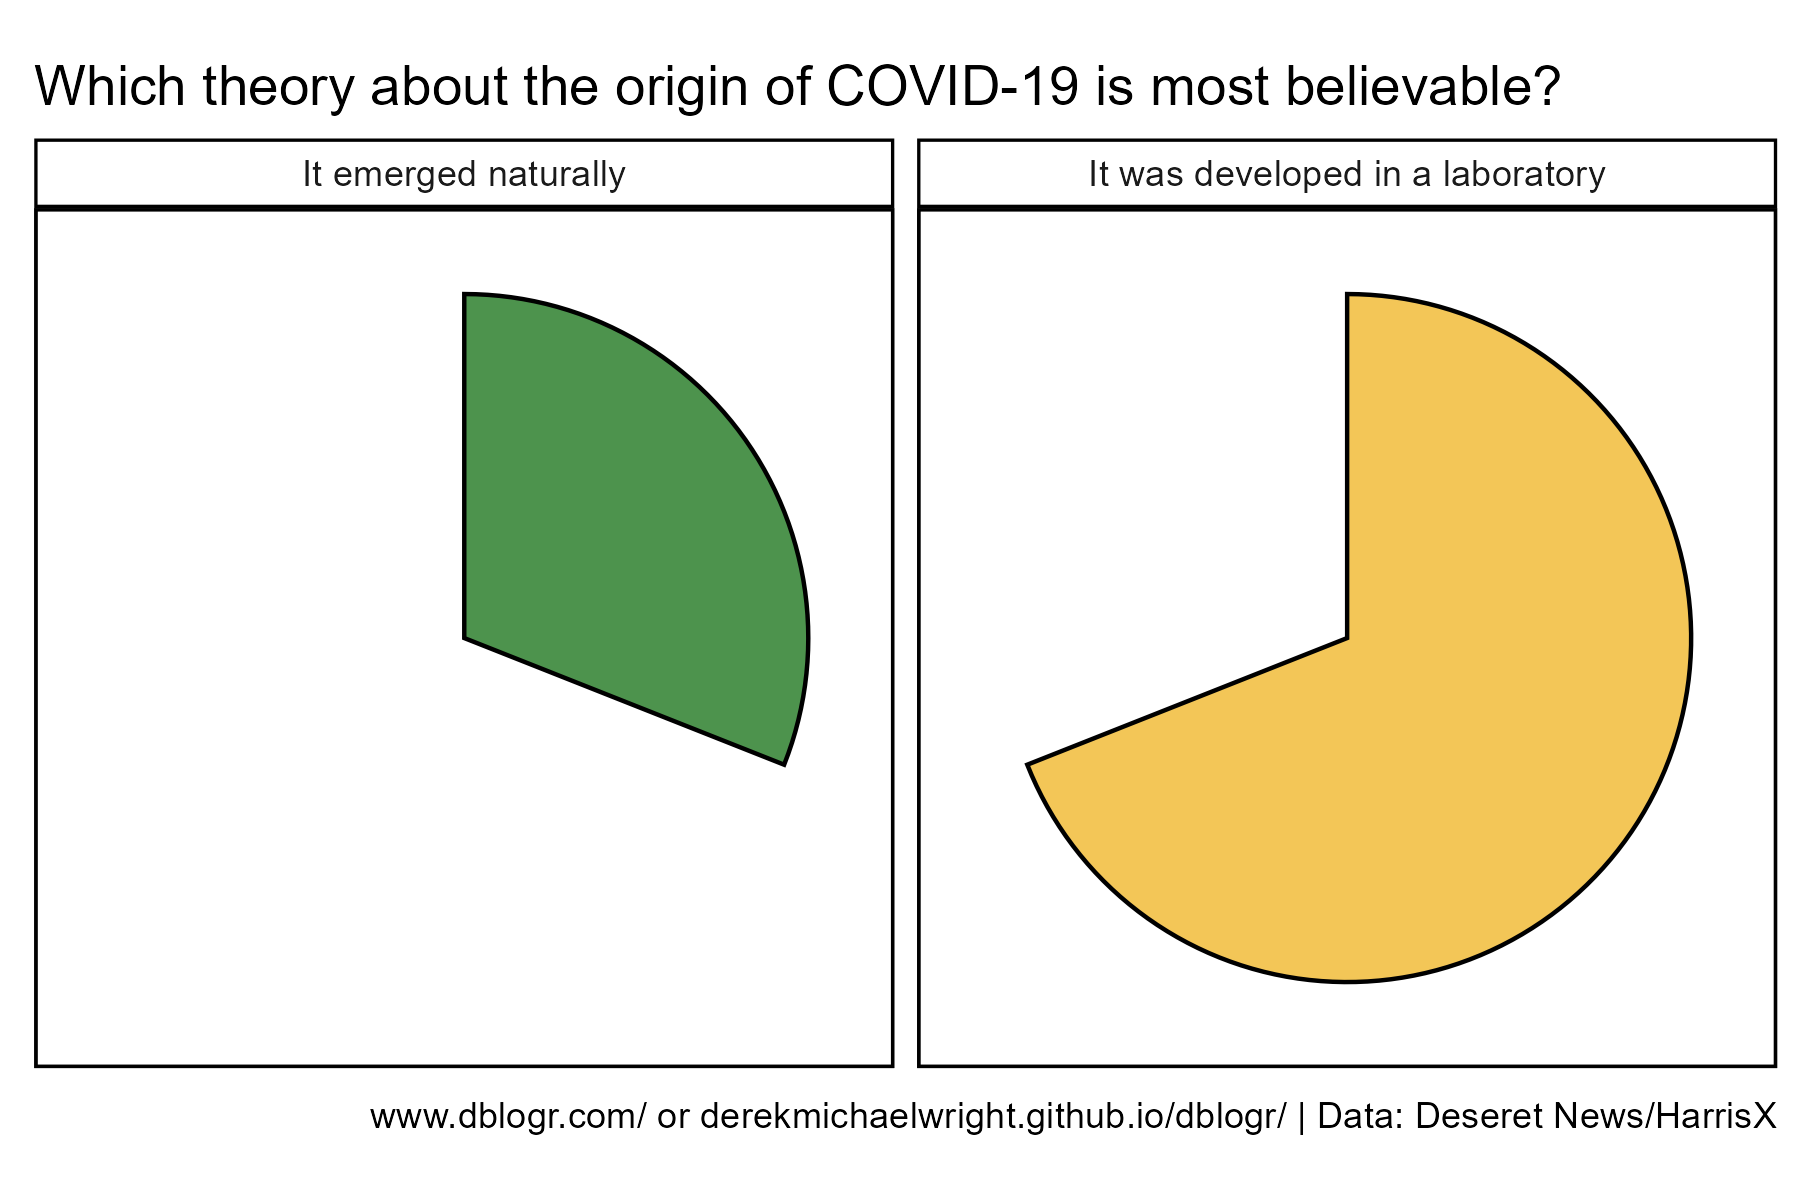 Which theory about the origin of COVID-19 is most believable?
It emerged naturally
It was developed in a laboratory
www.dblogr.com/ or derekmichaelwright.github.io/dblogr/ | Data: Deseret News/HarrisX